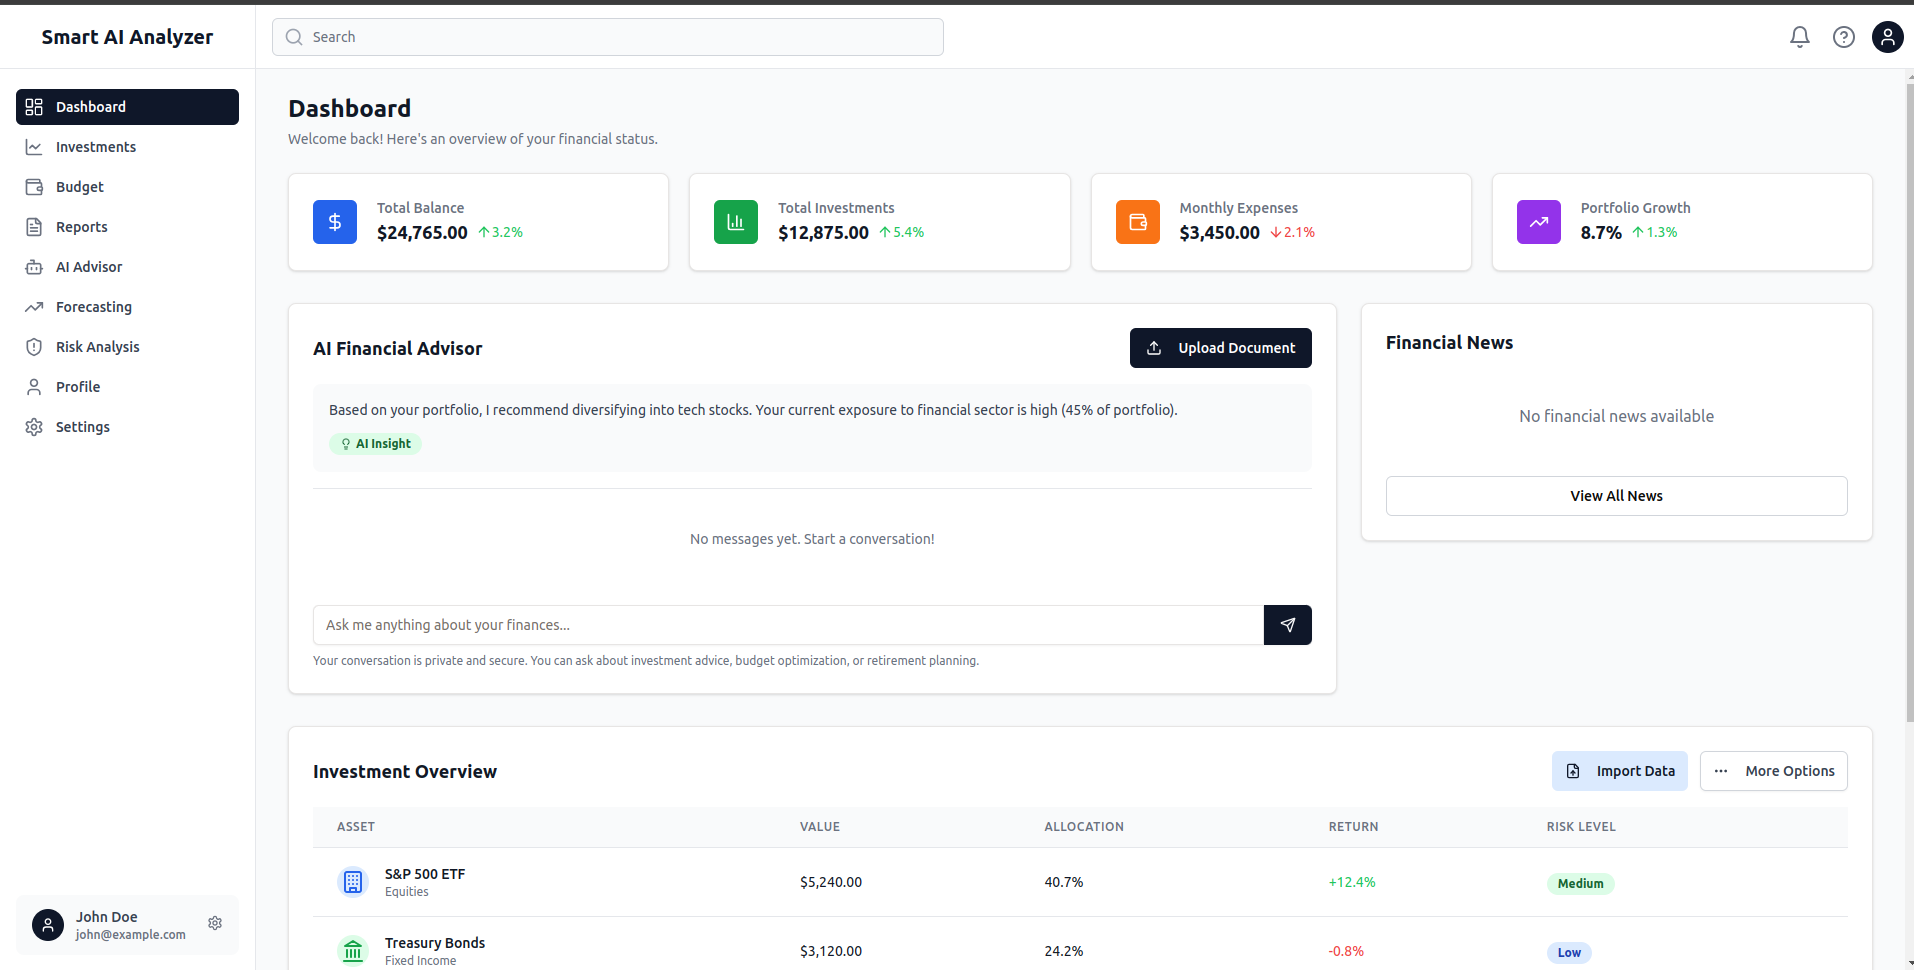 Smart AI Analyzer
Search
Dashboard
Investments
Budget
Reports
AI Advisor
Forecasting
Risk Analysis
Profile
Settings
John Doe
john@example.com
Dashboard
Welcome back! Here's an overview of your financial status.
Total Balance
$24,765.00 ↑3.2%
Total Investments
$12,875.00 ↑5.4%
Monthly Expenses
$3,450.00 ↓2.1%
Portfolio Growth
8.7% ↑1.3%
AI Financial Advisor
Upload Document
Based on your portfolio, I recommend diversifying into tech stocks. Your current exposure to financial sector is high (45% of portfolio).
AI Insight
No messages yet. Start a conversation!
Ask me anything about your finances...
Your conversation is private and secure. You can ask about investment advice, budget optimization, or retirement planning.
Financial News
No financial news available
View All News
Investment Overview
Import Data
More Options
ASSET VALUE ALLOCATION RETURN RISK LEVEL
S&P 500 ETF
Equities
$5,240.00 40.7% +12.4% Medium
Treasury Bonds
Fixed Income
$3,120.00 24.2% -0.8% Low